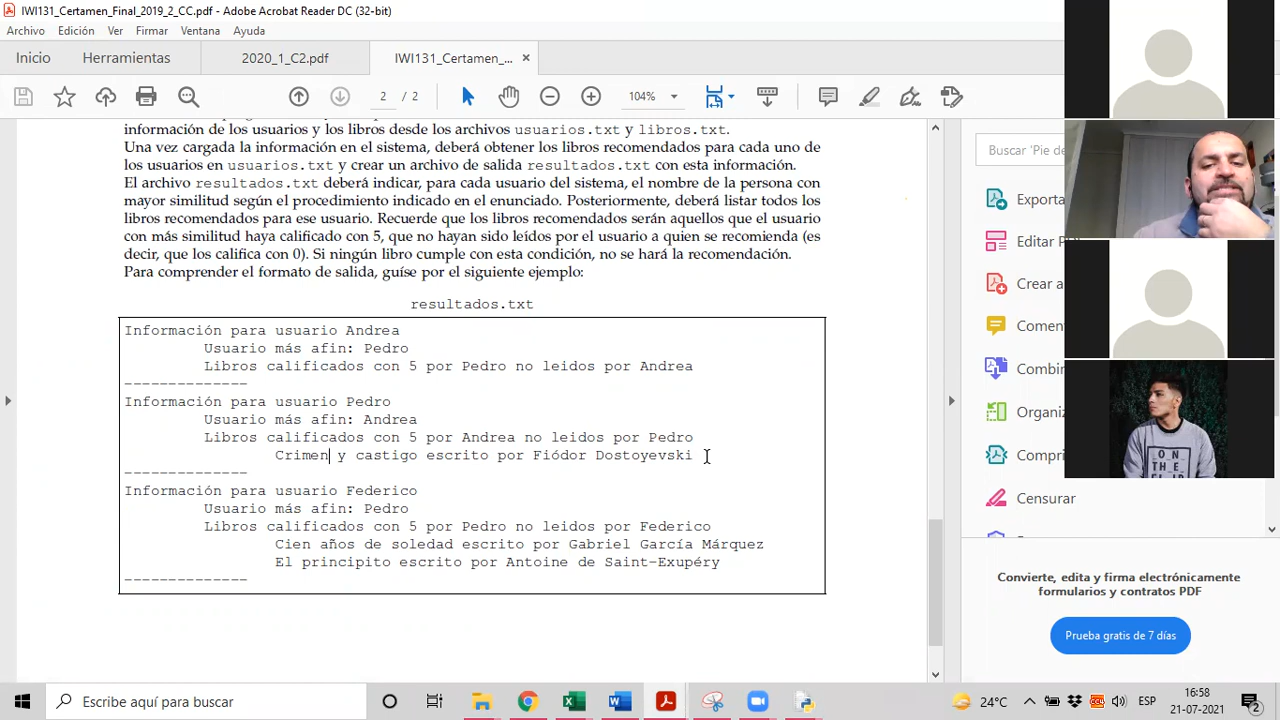 IWI131_Certamen_Final_2019_2_CC.pdf - Adobe Acrobat Reader DC (32-bit)
Archivo Edición Ver Firmar Ventana Ayuda
Inicio Herramientas 2020_1_C2.pdf IWI131_Certamen_... ×
2 / 2 104%
información de los usuarios y los libros desde los archivos usuarios.txt y libros.txt.
Una vez cargada la información en el sistema, deberá obtener los libros recomendados para cada uno de
los usuarios en usuarios.txt y crear un archivo de salida resultados.txt con esta información.
El archivo resultados.txt deberá indicar, para cada usuario del sistema, el nombre de la persona con
mayor similitud según el procedimiento indicado en el enunciado. Posteriormente, deberá listar todos los
libros recomendados para ese usuario. Recuerde que los libros recomendados serán aquellos que el usuario
con más similitud haya calificado con 5, que no hayan sido leídos por el usuario a quien se recomienda (es
decir, que los califica con 0). Si ningún libro cumple con esta condición, no se hará la recomendación.
Para comprender el formato de salida, guíse por el siguiente ejemplo:
resultados.txt
Información para usuario Andrea
Usuario más afin: Pedro
Libros calificados con 5 por Pedro no leidos por Andrea
--------------
Información para usuario Pedro
Usuario más afin: Andrea
Libros calificados con 5 por Andrea no leidos por Pedro
Crimen y castigo escrito por Fiódor Dostoyevski
--------------
Información para usuario Federico
Usuario más afin: Pedro
Libros calificados con 5 por Pedro no leidos por Federico
Cien años de soledad escrito por Gabriel García Márquez
El principito escrito por Antoine de Saint-Exupéry
--------------
Buscar 'Pie de
Exporta
Editar PD
Crear a
Coment
Combin
Organiz
Compri
Censurar
Convierte, edita y firma electrónicamente
formularios y contratos PDF
Prueba gratis de 7 días
ON
THE
Escribe aquí para buscar
24°C
ESP
16:58
21-07-2021
2